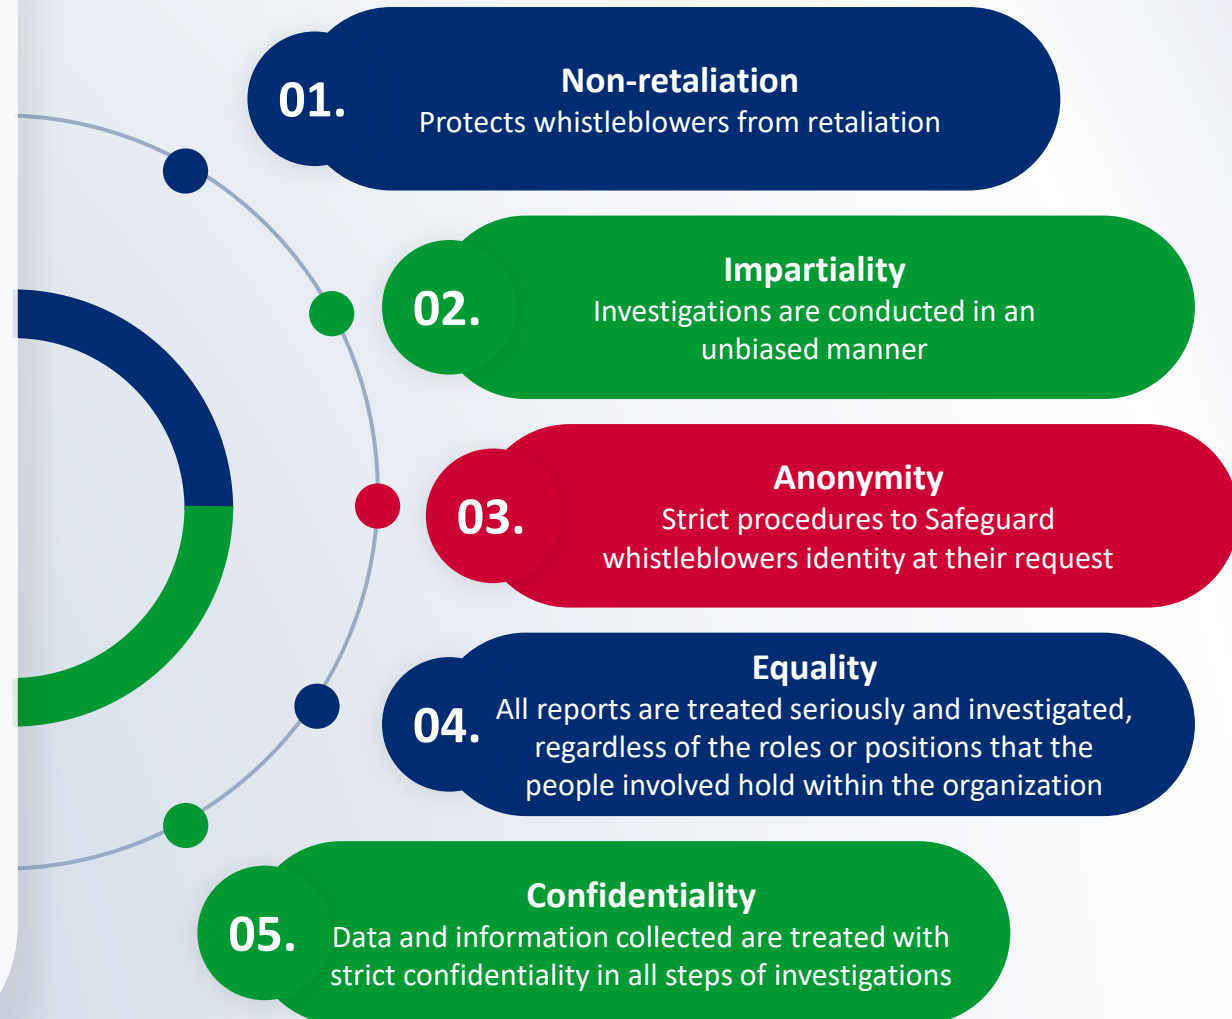 01.
Non-retaliation
Protects whistleblowers from retaliation
02.
Impartiality
Investigations are conducted in an
unbiased manner
03.
Anonymity
Strict procedures to Safeguard
whistleblowers identity at their request
04.
Equality
All reports are treated seriously and investigated,
regardless of the roles or positions that the
people involved hold within the organization
05.
Confidentiality
Data and information collected are treated with
strict confidentiality in all steps of investigations